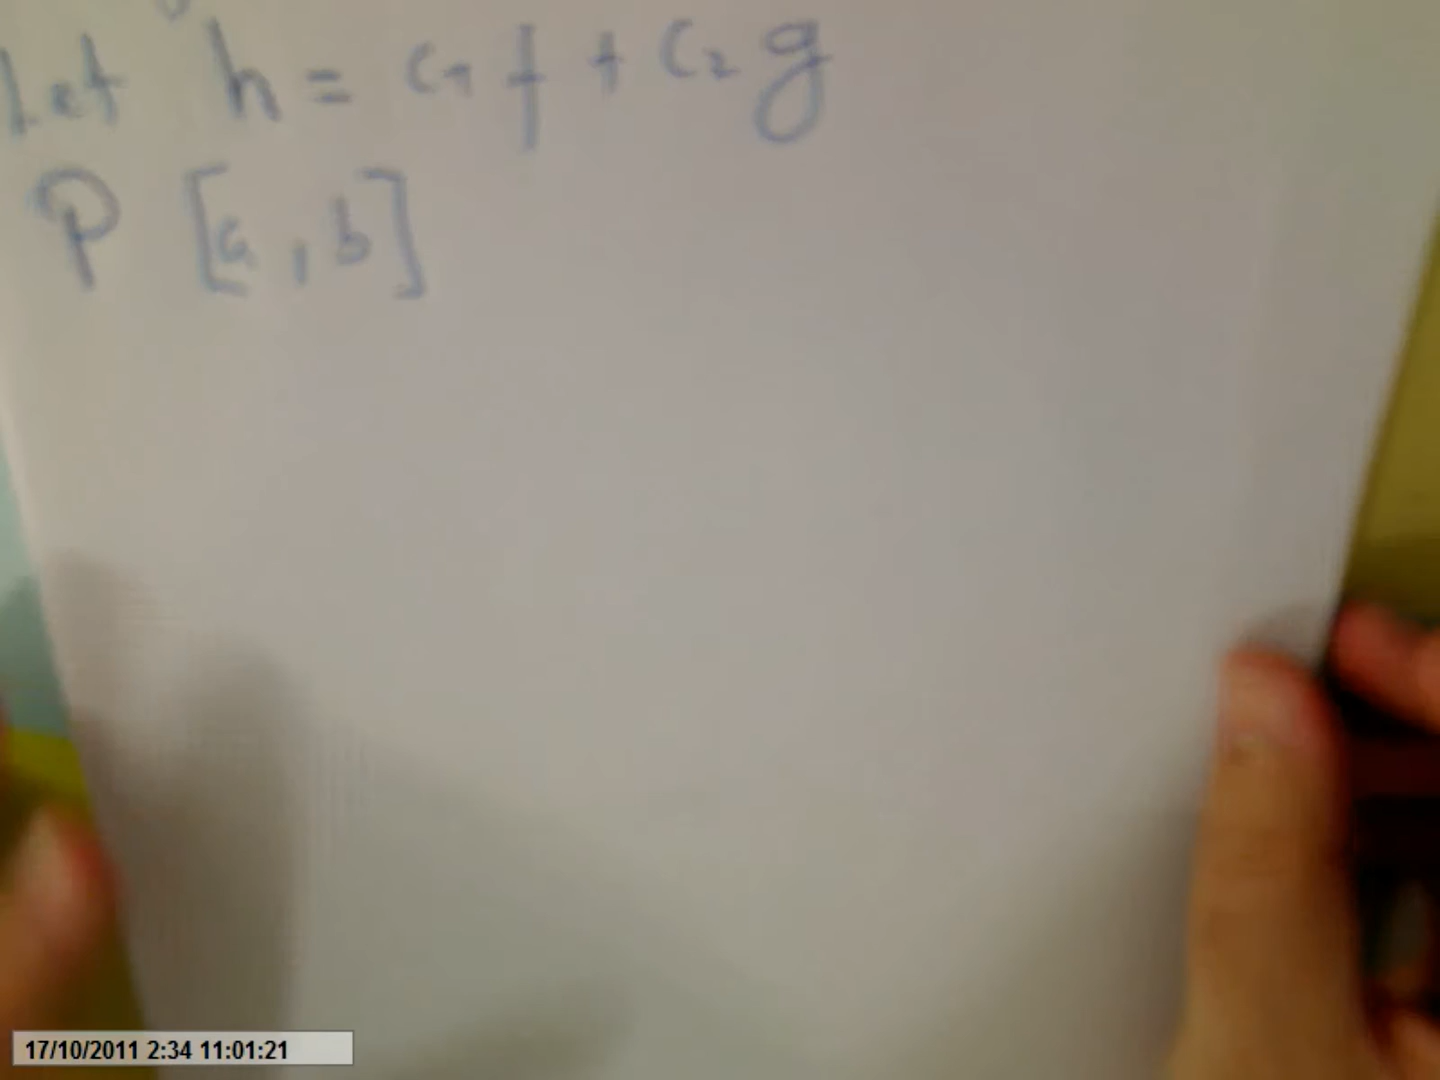 Let h = c₁ f + c₂ g
P [a, b]
17/10/2011 2:34 11:01:21